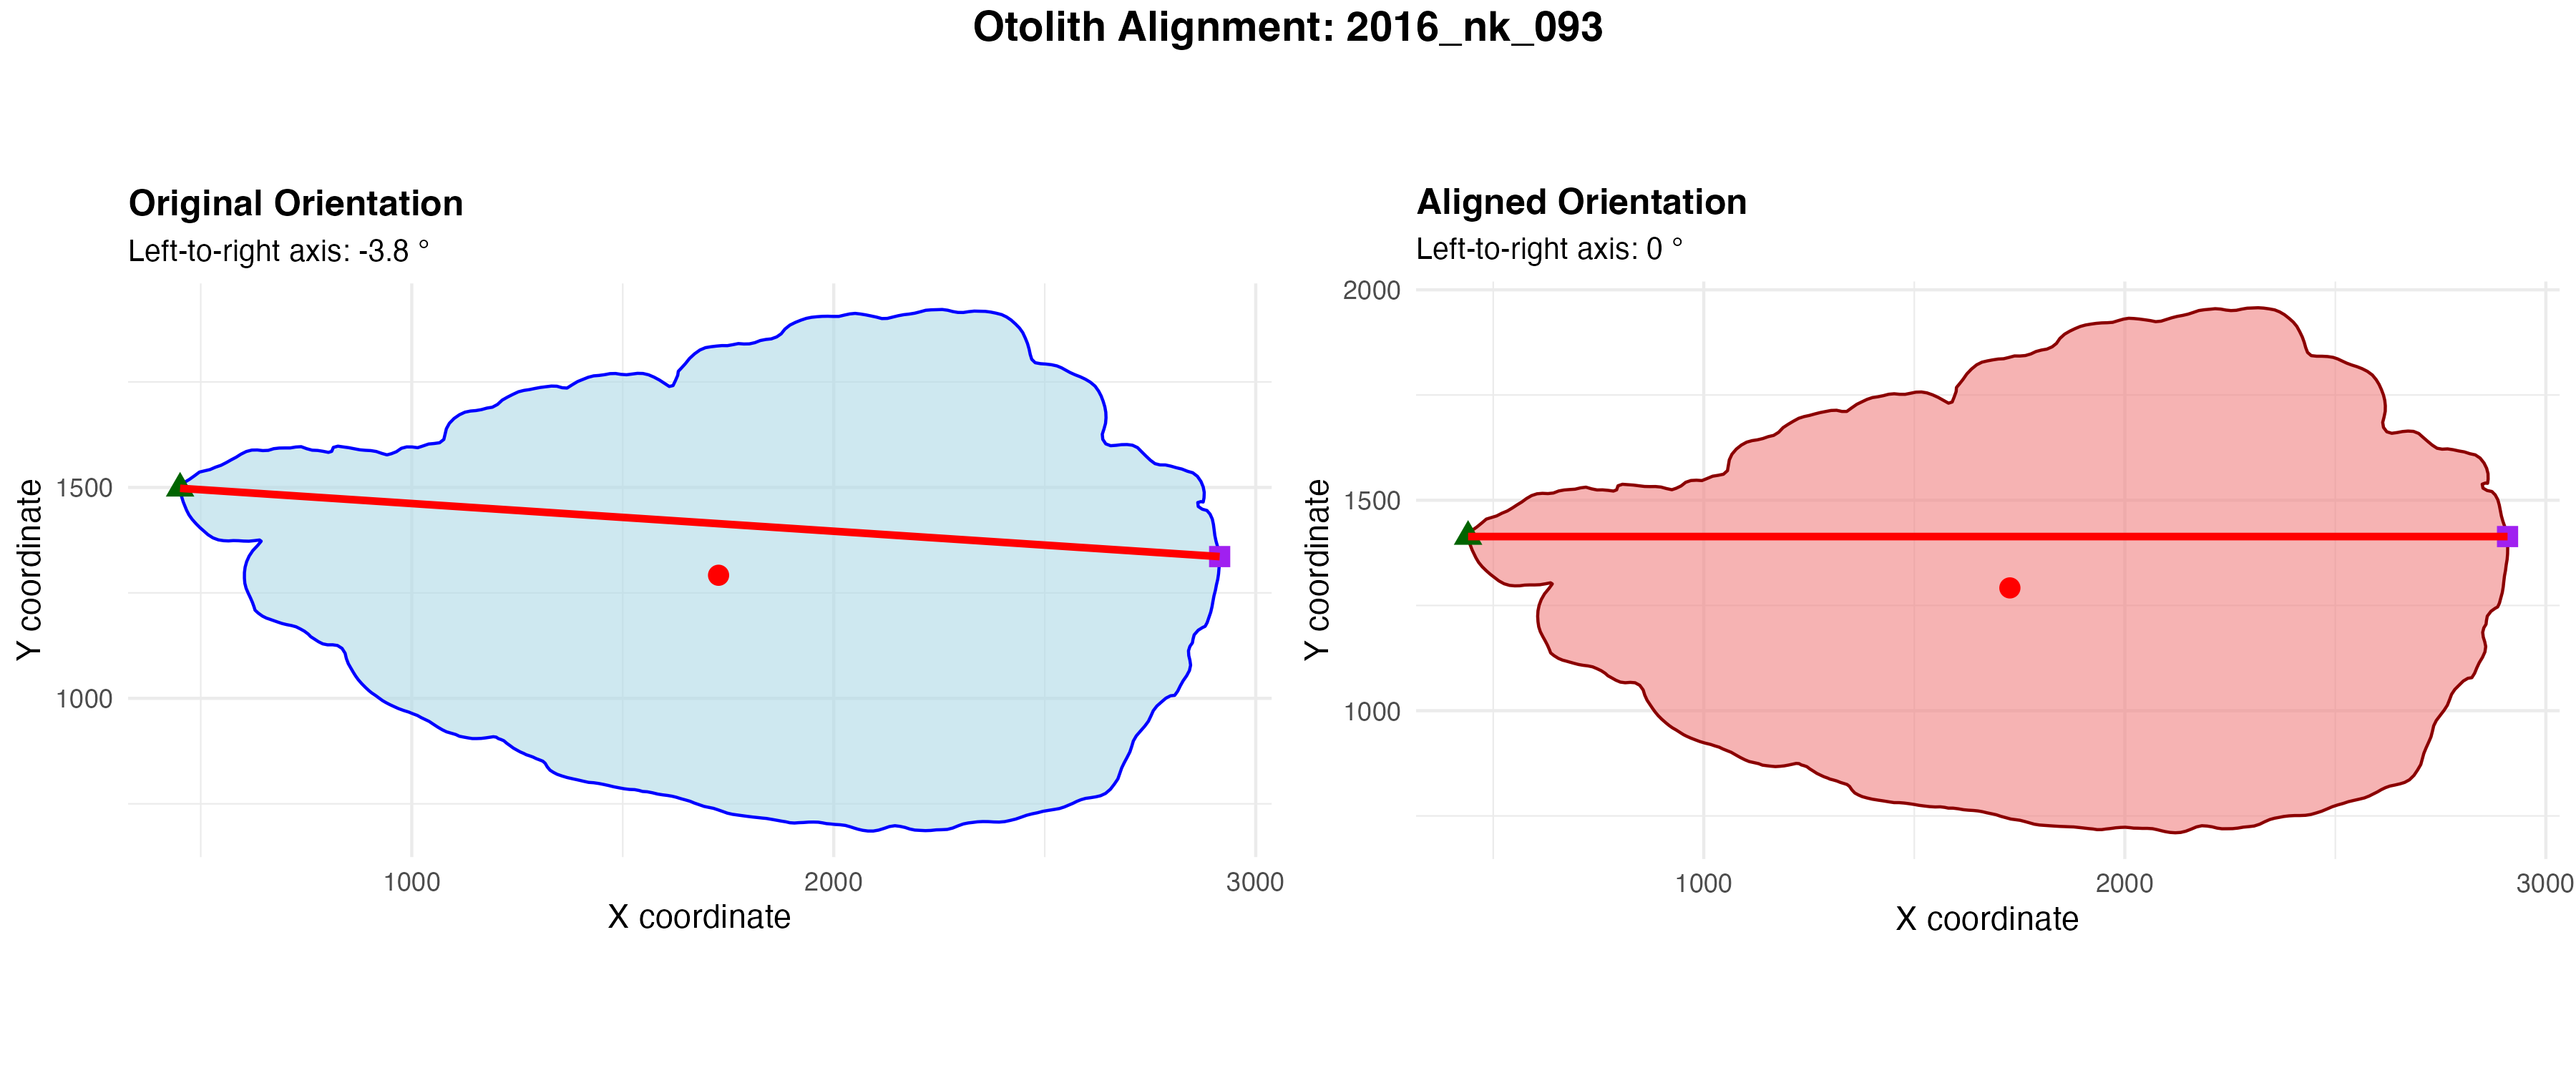 Otolith Alignment: 2016_nk_093
Original Orientation
Left-to-right axis: -3.8 °
Y coordinate
1500
1000
1000
2000
3000
X coordinate
Aligned Orientation
Left-to-right axis: 0 °
Y coordinate
2000
1500
1000
1000
2000
3000
X coordinate